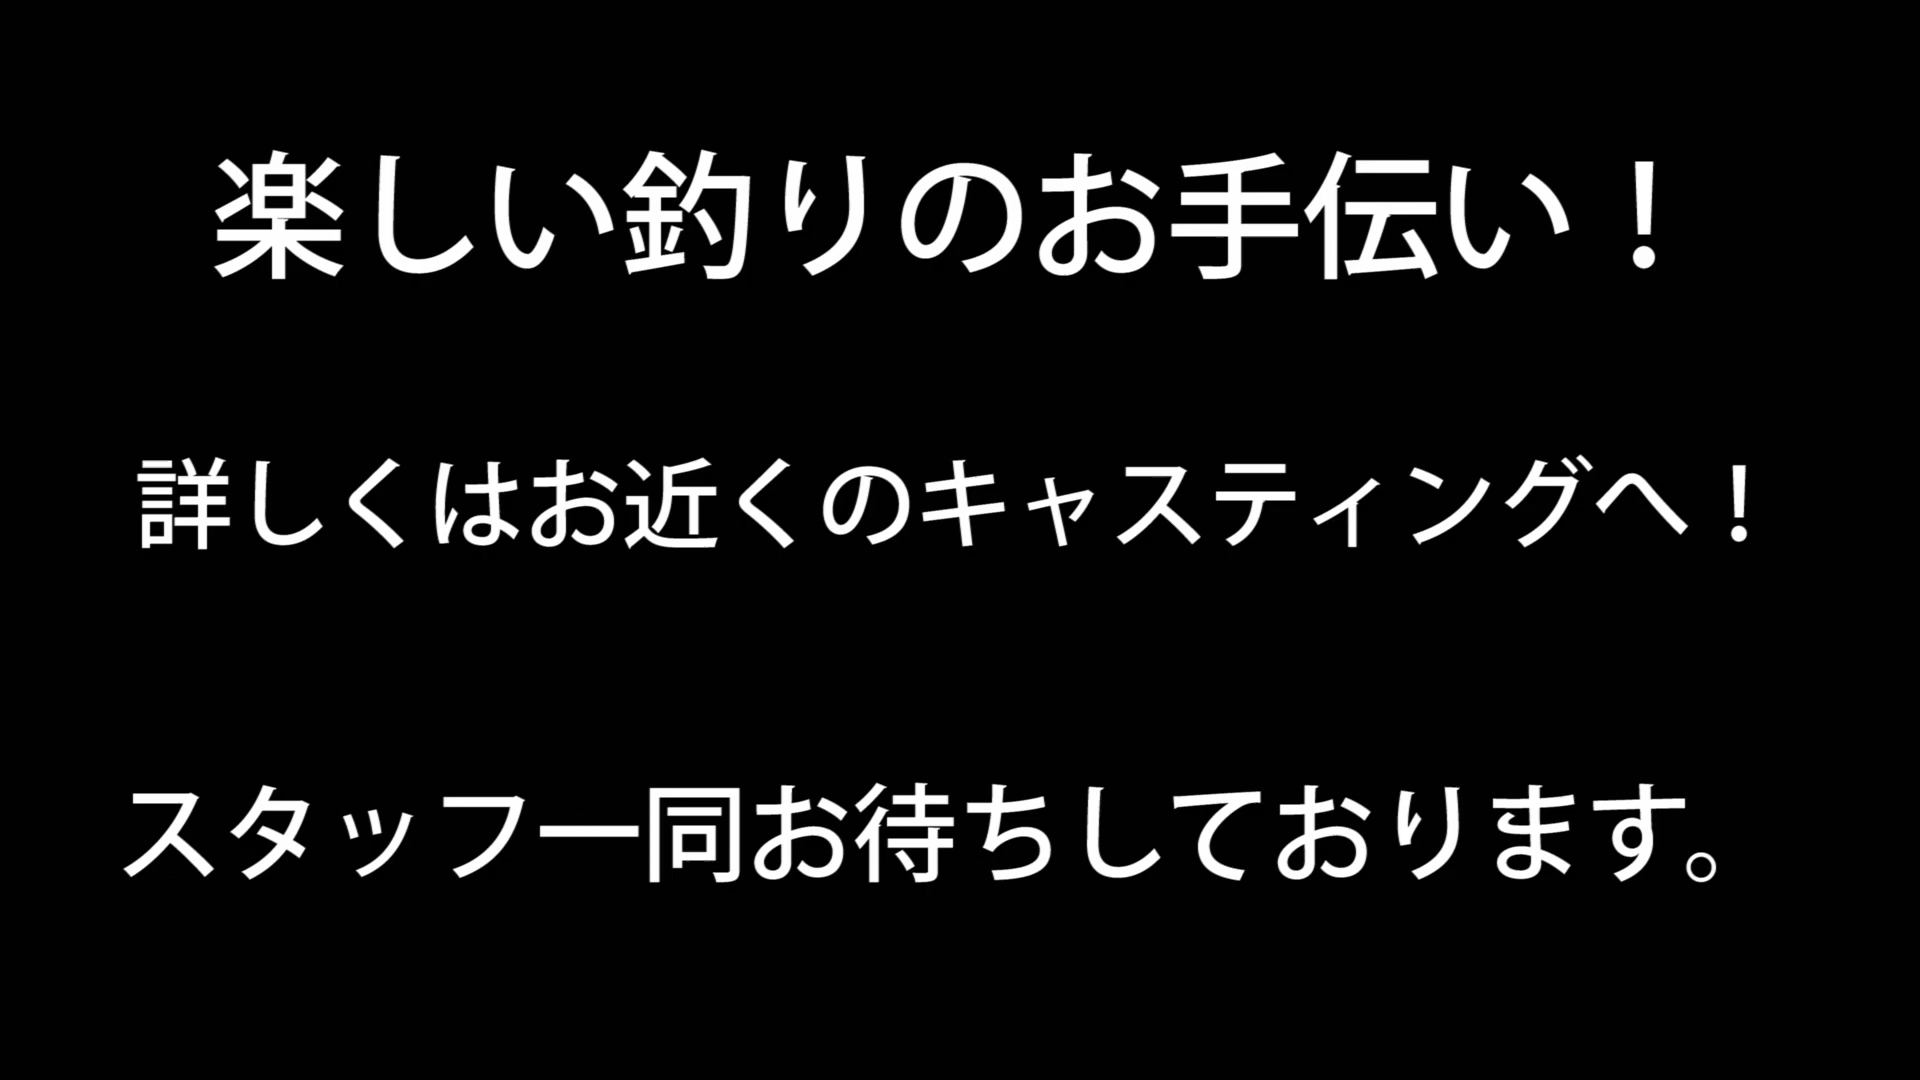 楽しい釣りのお手伝い！
詳しくはお近くのキャスティングへ！
スタッフ一同お待ちしております。